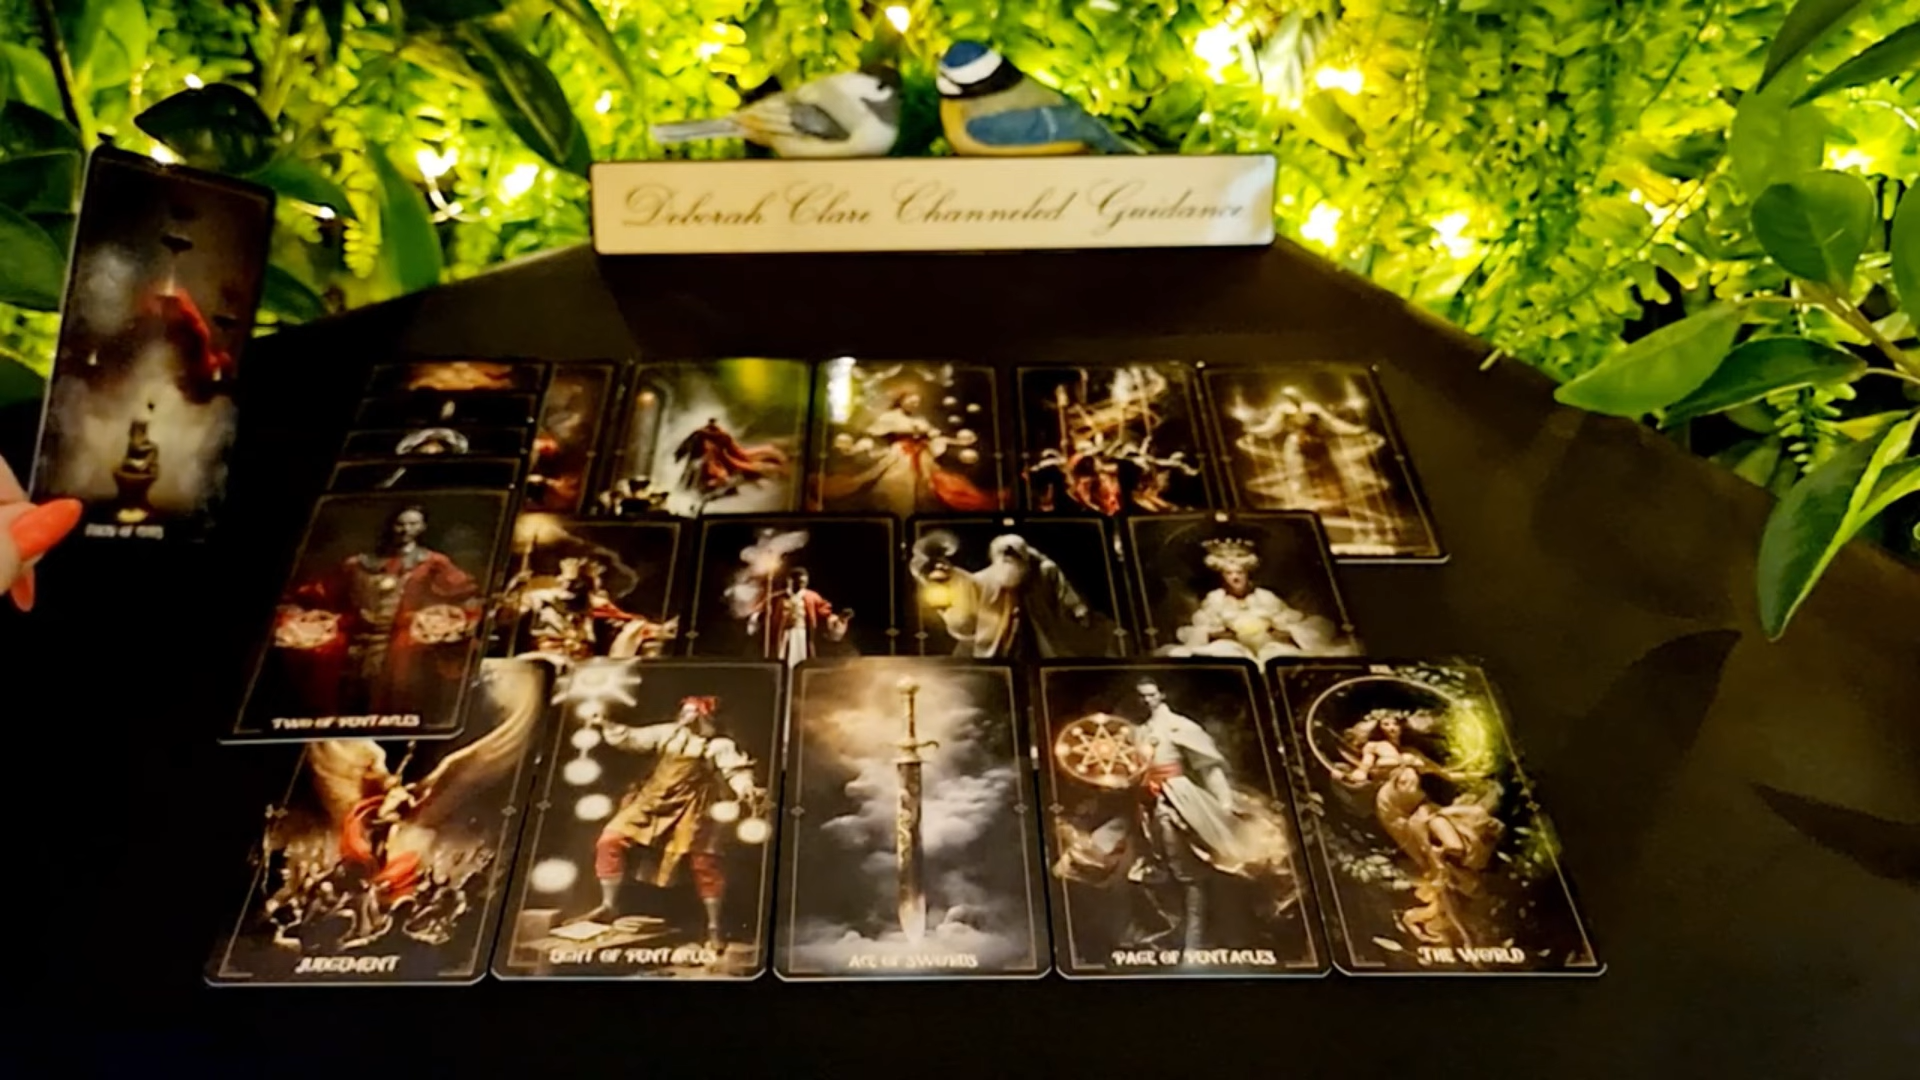 Deborah Clare Channeled Guidance
TWO OF PENTACLES
JUDGEMENT
EIGHT OF PENTACLES
ACE OF SWORDS
PAGE OF PENTACLES
THE WORLD